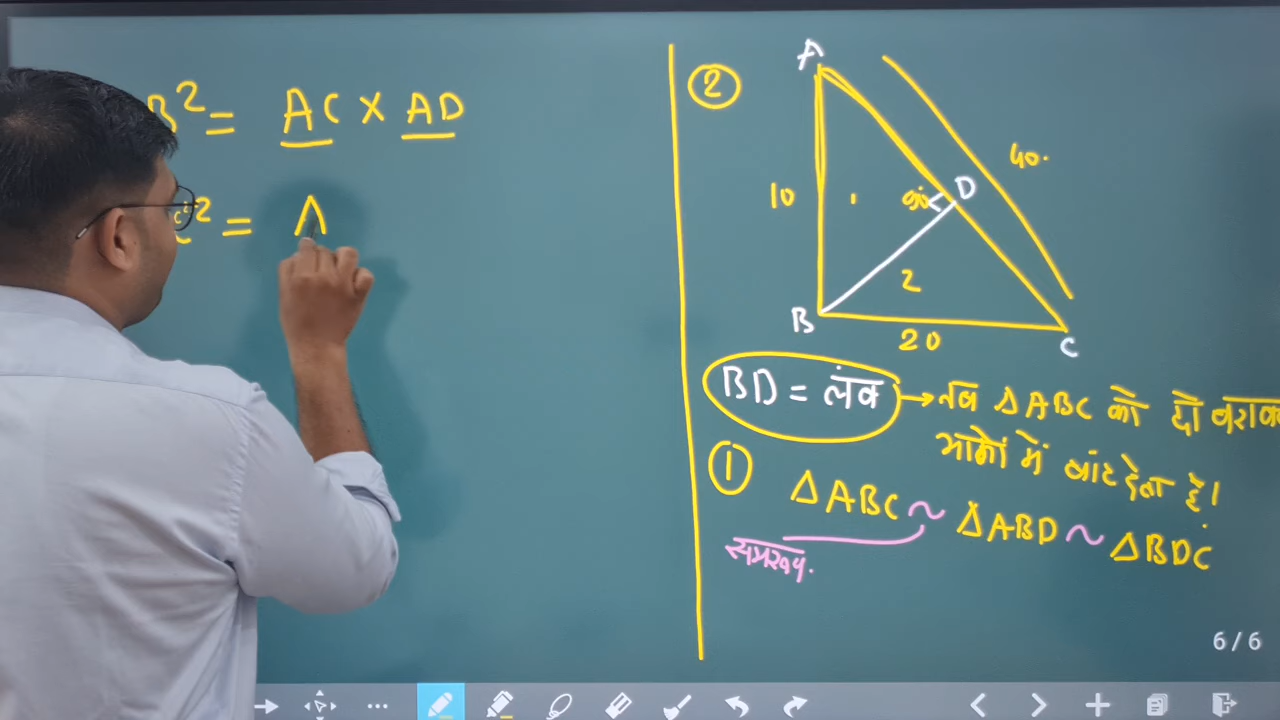 B² = AC × AD
C² = A
②
A
40.
10
1
90
D
2
B
20
C
BD = लंब → तब ΔABC को दो बराबर
भागों में बांट देता है।
① ΔABC ~ ΔABD ~ ΔBDC
समरूप.
6/6